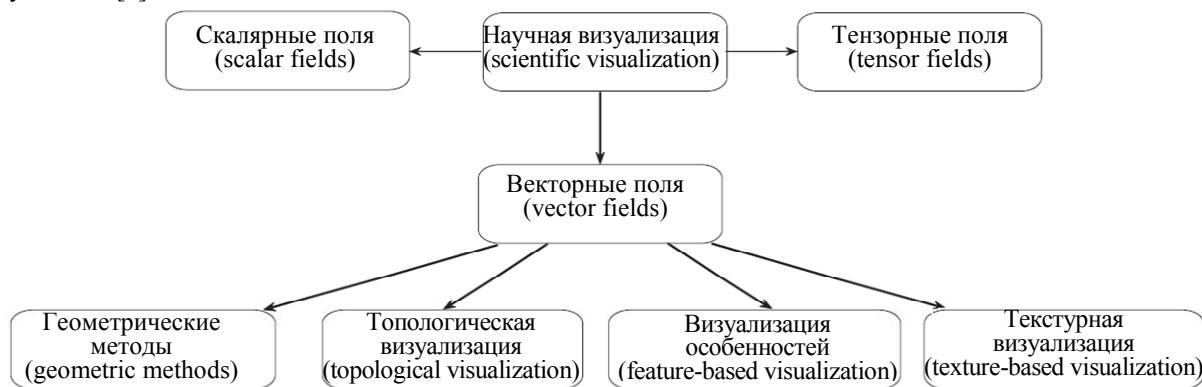 Скалярные поля
(scalar fields)
Научная визуализация
(scientific visualization)
Тензорные поля
(tensor fields)
Векторные поля
(vector fields)
Геометрические
методы
(geometric methods)
Топологическая
визуализация
(topological visualization)
Визуализация
особенностей
(feature-based visualization)
Текстурная
визуализация
(texture-based visualization)